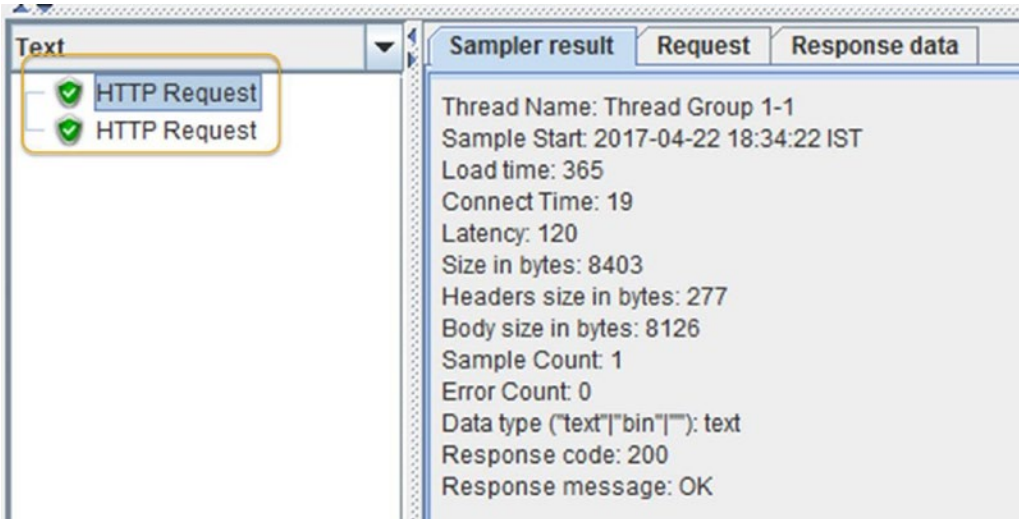 Text
HTTP Request
HTTP Request
Sampler result Request Response data
Thread Name: Thread Group 1-1
Sample Start: 2017-04-22 18:34:22 IST
Load time: 365
Connect Time: 19
Latency: 120
Size in bytes: 8403
Headers size in bytes: 277
Body size in bytes: 8126
Sample Count: 1
Error Count: 0
Data type ("text"|"bin"|""): text
Response code: 200
Response message: OK